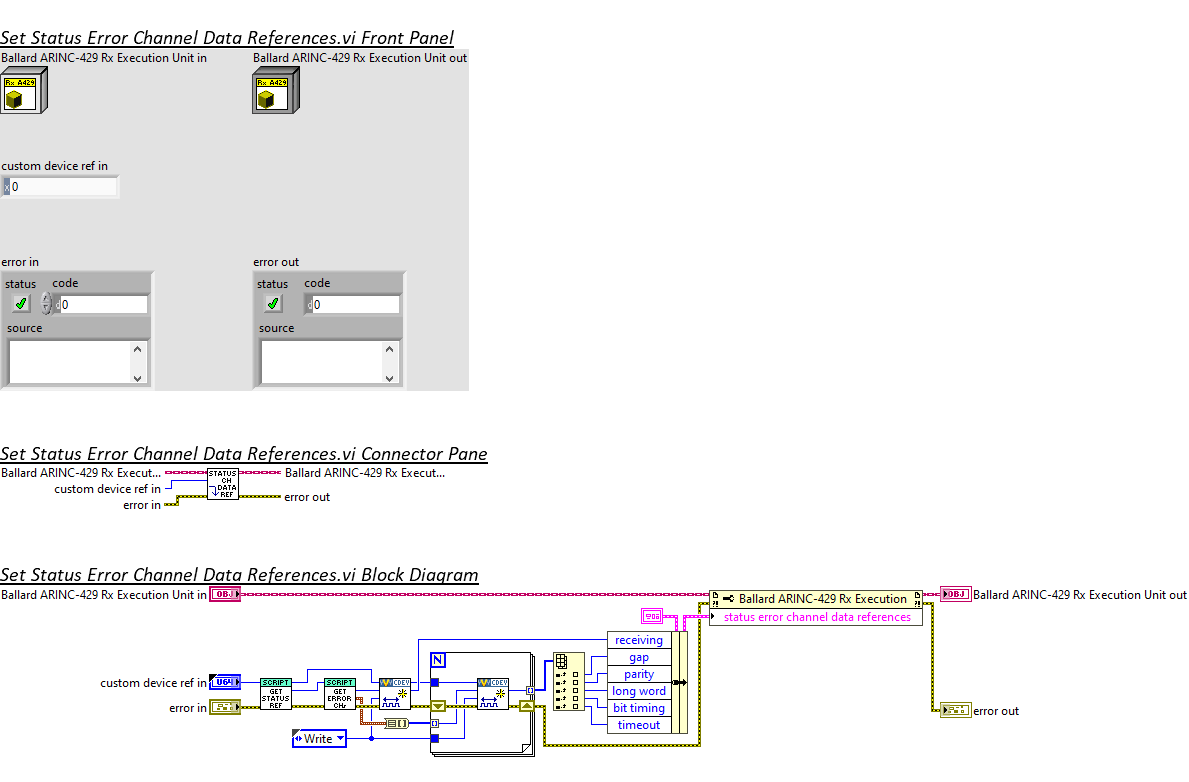 Set Status Error Channel Data References.vi Front Panel
Ballard ARINC-429 Rx Execution Unit in
Ballard ARINC-429 Rx Execution Unit out
Rx A429
Rx A429
custom device ref in
x 0
error in
error out
status code
status code
d 0
d 0
source
source
Set Status Error Channel Data References.vi Connector Pane
Ballard ARINC-429 Rx Execut...
custom device ref in
error in
STATUS
CH
DATA
REF
Ballard ARINC-429 Rx Execut...
error out
Set Status Error Channel Data References.vi Block Diagram
Ballard ARINC-429 Rx Execution Unit in
OBJ
Ballard ARINC-429 Rx Execution
status error channel data references
OBJ
Ballard ARINC-429 Rx Execution Unit out
receiving
gap
parity
long word
bit timing
timeout
N
custom device ref in
U64
SCRIPT
GET
STATUS
REF
SCRIPT
GET
ERROR
CHz
CDEV
CDEV
error in
Write
error out